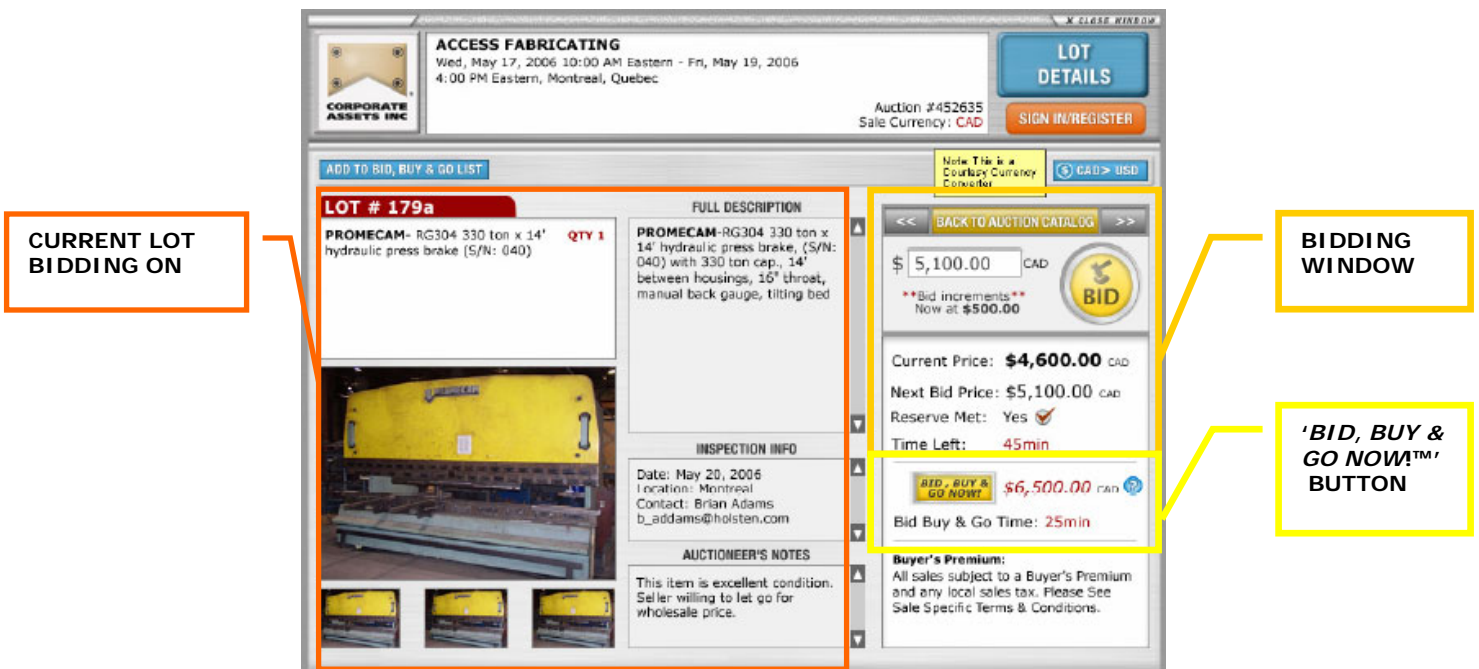 X CLOSE WINDOW
CORPORATE
ASSETS INC
ACCESS FABRICATING
Wed, May 17, 2006 10:00 AM Eastern - Fri, May 19, 2006
4:00 PM Eastern, Montreal, Quebec
Auction #452635
Sale Currency: CAD
LOT
DETAILS
SIGN IN/REGISTER
ADD TO BID, BUY & GO LIST
Note: This is a
Courtesy Currency
Converter
$ CAD> USD
CURRENT LOT
BIDDING ON
LOT # 179a
PROMECAM- RG304 330 ton x 14' QTY 1
hydraulic press brake (S/N: 040)
PROMECAM
FULL DESCRIPTION
PROMECAM-RG304 330 ton x
14' hydraulic press brake, (S/N:
040) with 330 ton cap., 14'
between housings, 16" throat,
manual back gauge, tilting bed
INSPECTION INFO
Date: May 20, 2006
Location: Montreal
Contact: Brian Adams
b_addams@holsten.com
AUCTIONEER'S NOTES
This item is excellent condition.
Seller willing to let go for
wholesale price.
<< BACK TO AUCTION CATALOG >>
$ 5,100.00 CAD
BID
**Bid increments**
Now at $500.00
Current Price: $4,600.00 CAD
Next Bid Price: $5,100.00 CAD
Reserve Met: Yes
Time Left: 45min
BID, BUY &
GO NOW! $6,500.00 CAD ?
Bid Buy & Go Time: 25min
Buyer's Premium:
All sales subject to a Buyer's Premium
and any local sales tax. Please See
Sale Specific Terms & Conditions.
BIDDING
WINDOW
‘BID, BUY &
GO NOW!™’
BUTTON